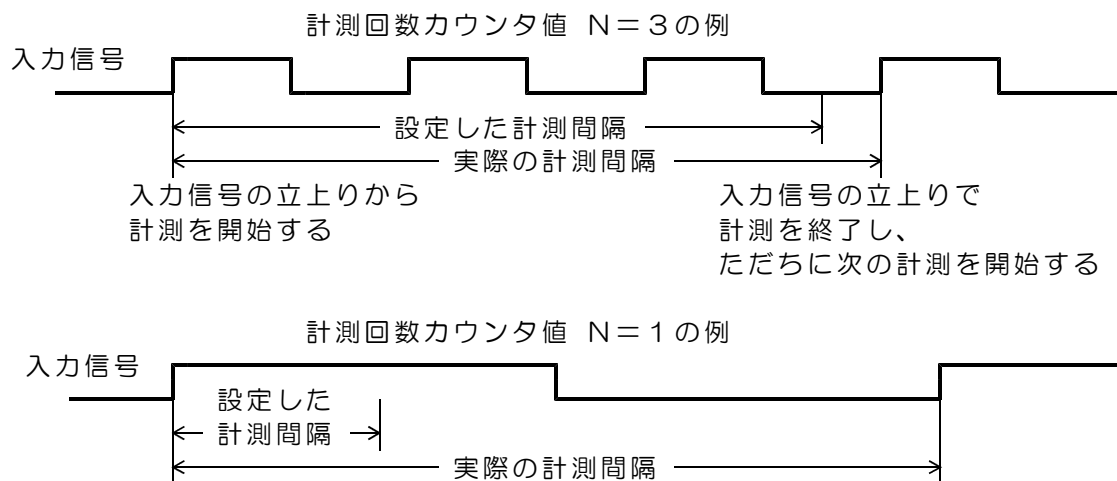 計測回数カウンタ値 N=3の例
入力信号
設定した計測間隔
実際の計測間隔
入力信号の立上りから
計測を開始する
入力信号の立上りで
計測を終了し、
ただちに次の計測を開始する
計測回数カウンタ値 N=1の例
入力信号
設定した
計測間隔
実際の計測間隔